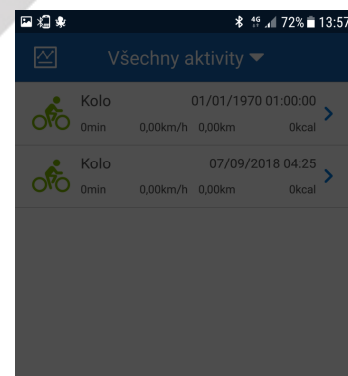 4G 72% 13:57
Všechny aktivity
Kolo 01/01/1970 01:00:00
0min 0,00km/h 0,00km 0kcal
Kolo 07/09/2018 04.25
0min 0,00km/h 0,00km 0kcal